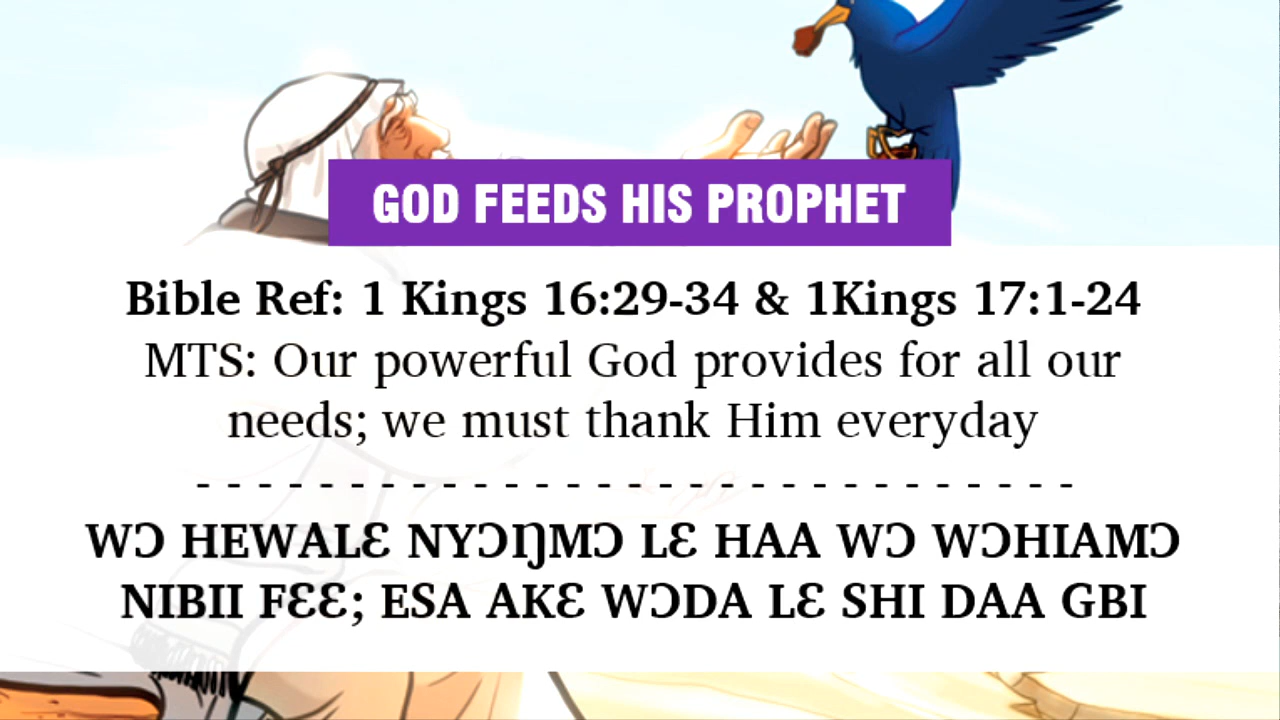 GOD FEEDS HIS PROPHET
Bible Ref: 1 Kings 16:29-34 & 1Kings 17:1-24
MTS: Our powerful God provides for all our
needs; we must thank Him everyday
- - - - - - - - - - - - - - - - - - - - - - - - - - - - -
WƆ HEWALƐ NYƆŊMƆ LƐ HAA WƆ WƆHIAMƆ
NIBII FƐƐ; ESA AKƐ WƆDA LƐ SHI DAA GBI